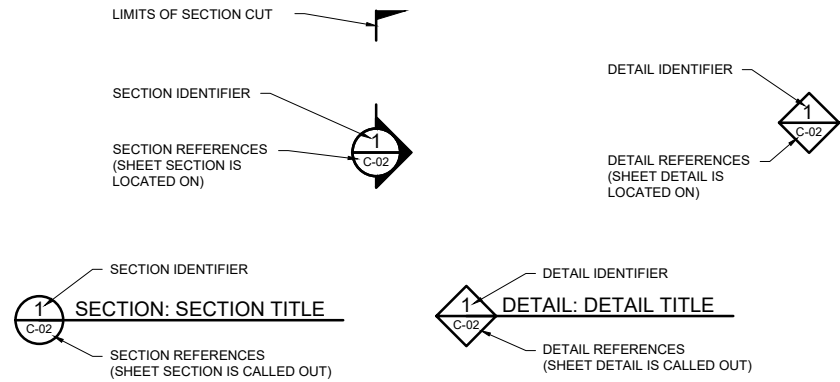 LIMITS OF SECTION CUT
SECTION IDENTIFIER
1
C-02
SECTION REFERENCES
(SHEET SECTION IS
LOCATED ON)
DETAIL IDENTIFIER
1
C-02
DETAIL REFERENCES
(SHEET DETAIL IS
LOCATED ON)
SECTION IDENTIFIER
1
C-02
SECTION: SECTION TITLE
SECTION REFERENCES
(SHEET SECTION IS CALLED OUT)
DETAIL IDENTIFIER
1
C-02
DETAIL: DETAIL TITLE
DETAIL REFERENCES
(SHEET DETAIL IS CALLED OUT)